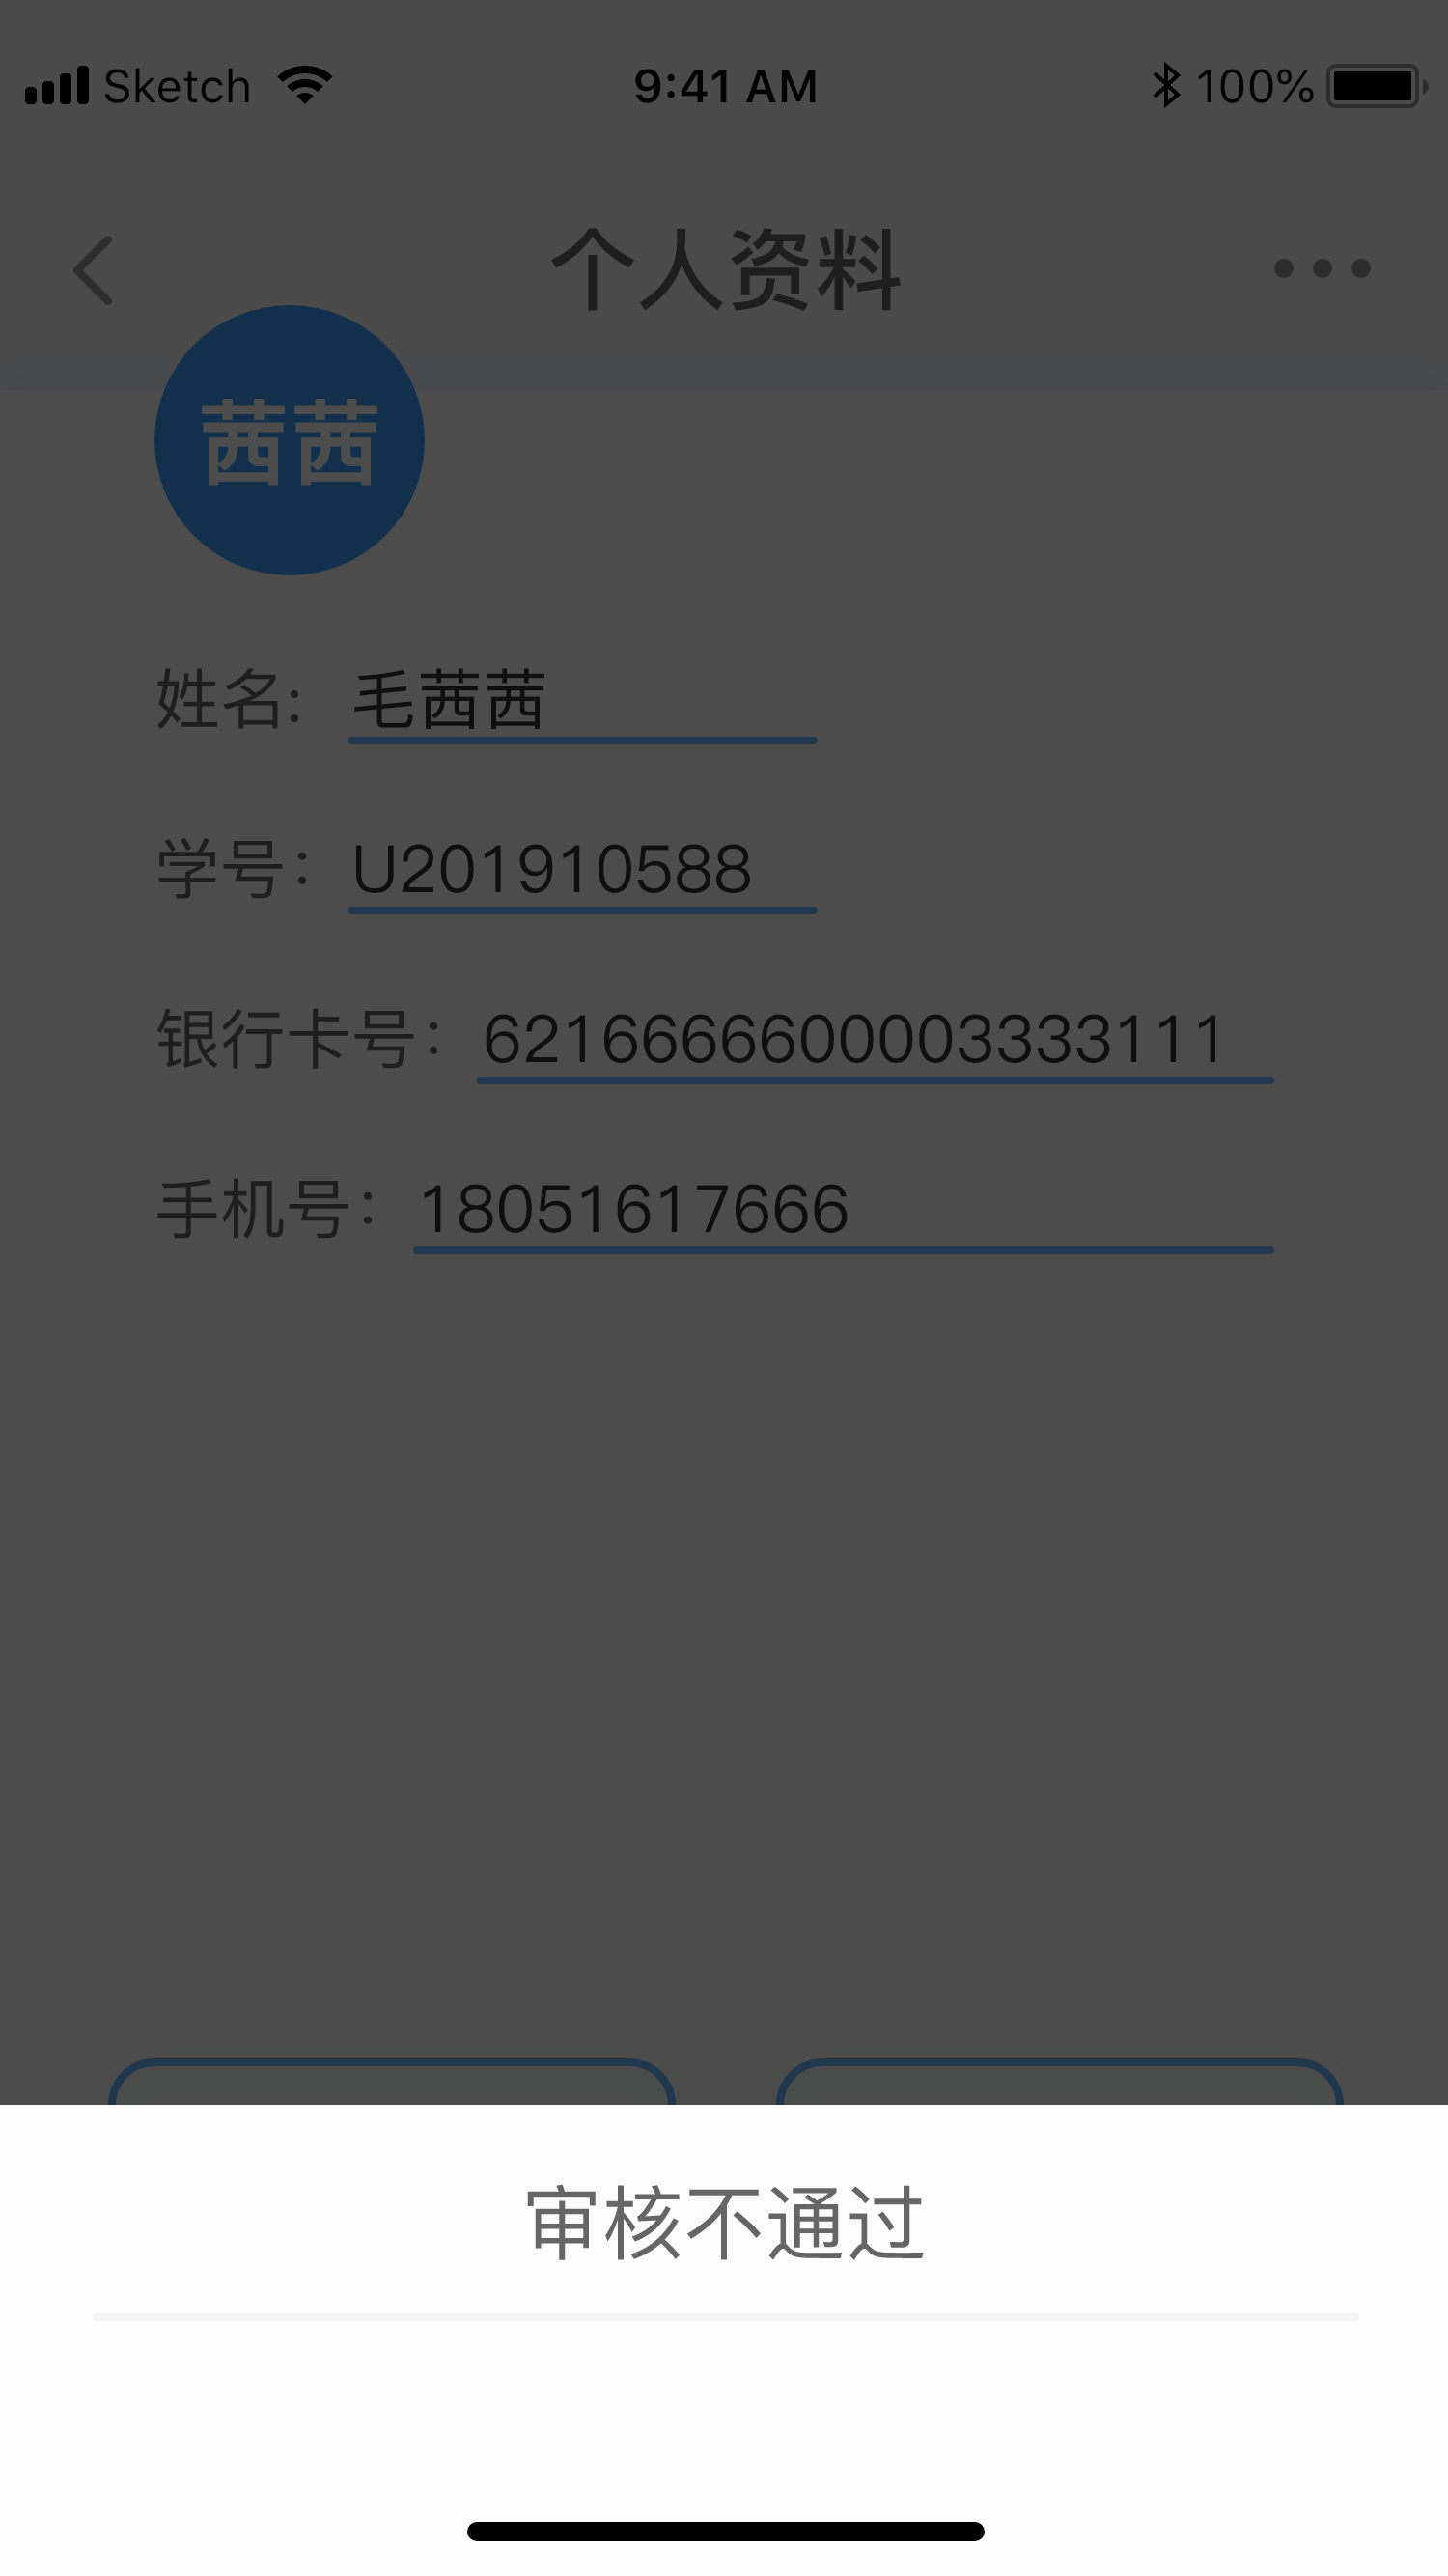 Sketch 9:41 AM 100%
个人资料
茜茜
姓名: 毛茜茜
学号： U201910588
银行卡号： 6216666600003333111
手机号： 18051617666
审核不通过